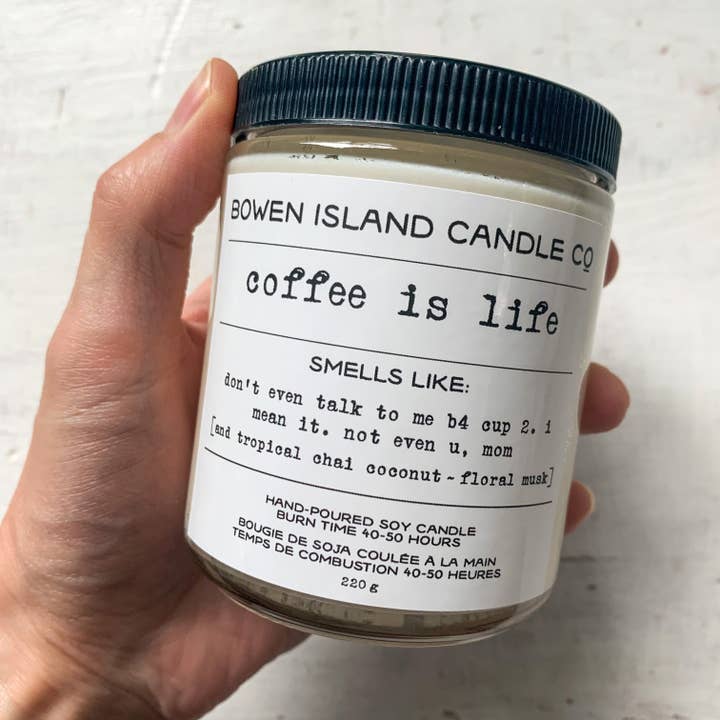 BOWEN ISLAND CANDLE CO
coffee is life
SMELLS LIKE:
don't even talk to me b4 cup 2. i
mean it. not even u, mom
[and tropical chai coconut ~ floral musk]
HAND-POURED SOY CANDLE
BURN TIME 40-50 HOURS
BOUGIE DE SOJA COULÉE À LA MAIN
TEMPS DE COMBUSTION 40-50 HEURES
220 g